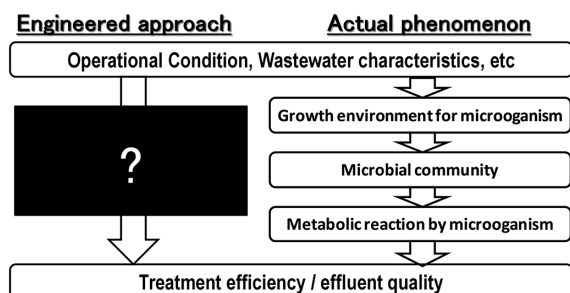 Engineered approach
Actual phenomenon
Operational Condition, Wastewater characteristics, etc
?
Growth environment for microoganism
Microbial community
Metabolic reaction by microoganism
Treatment efficiency / effluent quality